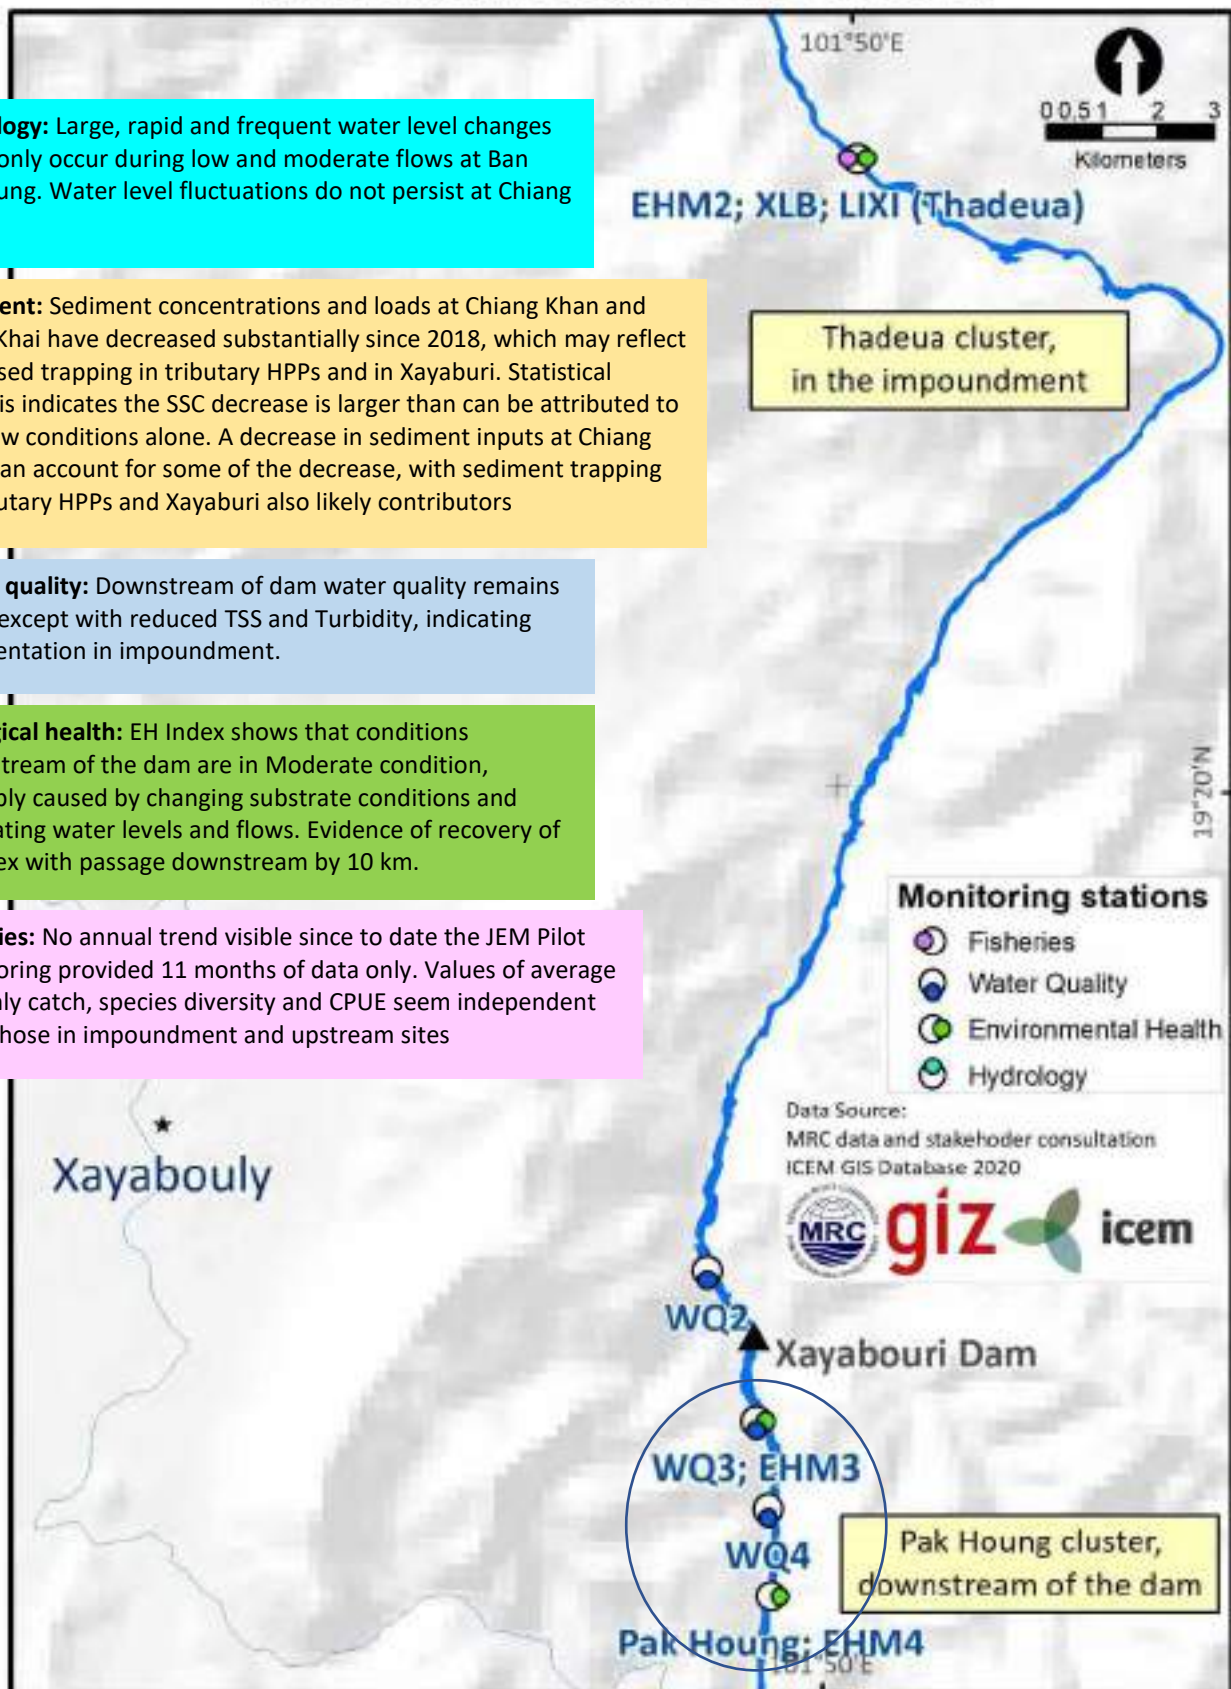 101°50'E
0 0.5 1 2 3
Kilometers
logy: Large, rapid and frequent water level changes
only occur during low and moderate flows at Ban
ung. Water level fluctuations do not persist at Chiang
EHM2; XLB; LIXI (Thadeua)
ent: Sediment concentrations and loads at Chiang Khan and
Khai have decreased substantially since 2018, which may reflect
sed trapping in tributary HPPs and in Xayaburi. Statistical
is indicates the SSC decrease is larger than can be attributed to
w conditions alone. A decrease in sediment inputs at Chiang
an account for some of the decrease, with sediment trapping
utary HPPs and Xayaburi also likely contributors
Thadeua cluster,
in the impoundment
quality: Downstream of dam water quality remains
except with reduced TSS and Turbidity, indicating
entation in impoundment.
gical health: EH Index shows that conditions
stream of the dam are in Moderate condition,
bly caused by changing substrate conditions and
ating water levels and flows. Evidence of recovery of
ex with passage downstream by 10 km.
19°20'N
ies: No annual trend visible since to date the JEM Pilot
oring provided 11 months of data only. Values of average
ly catch, species diversity and CPUE seem independent
hose in impoundment and upstream sites
Monitoring stations
Fisheries
Water Quality
Environmental Health
Hydrology
Data Source:
MRC data and stakehoder consultation
ICEM GIS Database 2020
MRC giz icem
Xayabouly
WQ2
Xayabouri Dam
WQ3; EHM3
WQ4
Pak Houng cluster,
downstream of the dam
Pak Houng; EHM4
101°50'E